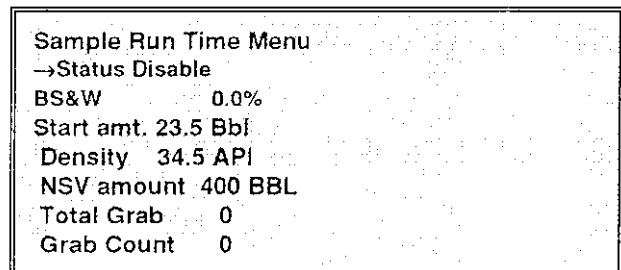 Sample Run Time Menu
→Status Disable
BS&W 0.0%
Start amt. 23.5 Bbl
Density 34.5 API
NSV amount 400 BBL
Total Grab 0
Grab Count 0